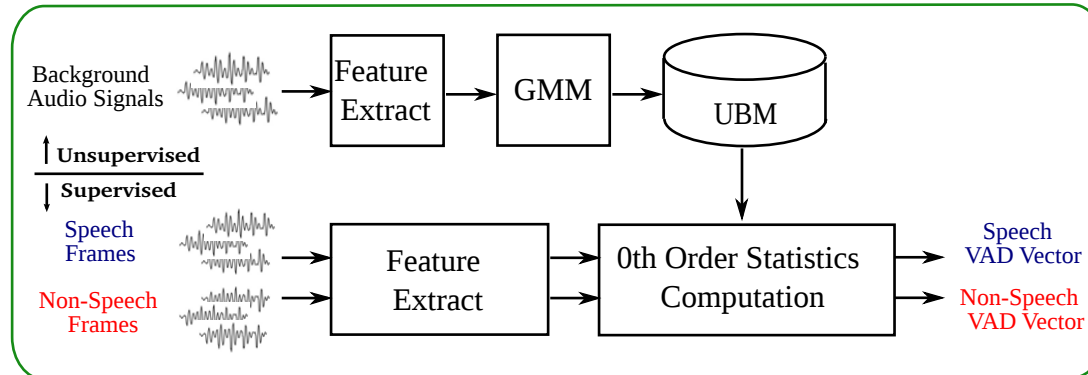 Background
Audio Signals
Feature
Extract
GMM
UBM
Unsupervised
Supervised
Speech
Frames
Non-Speech
Frames
Feature
Extract
0th Order Statistics
Computation
Speech
VAD Vector
Non-Speech
VAD Vector